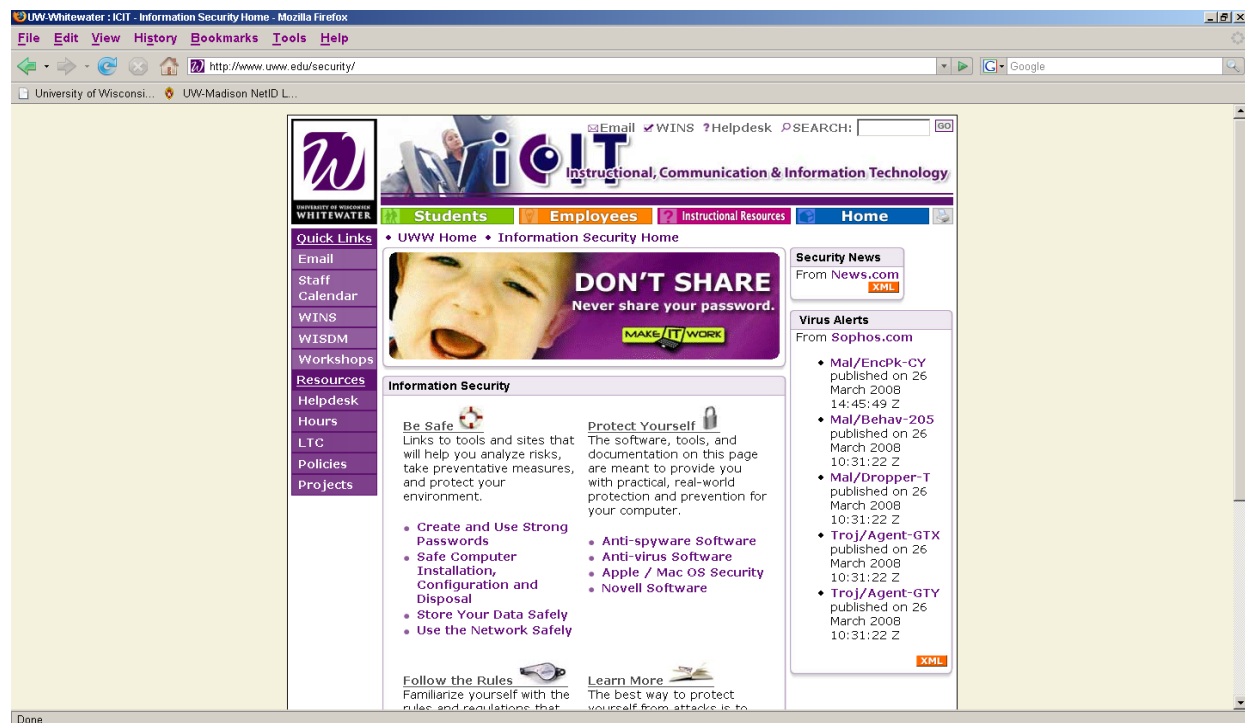 UW-Whitewater : ICIT - Information Security Home - Mozilla Firefox
File Edit View History Bookmarks Tools Help
http://www.uww.edu/security/
G Google
University of Wisconsi... UW-Madison NetID L...
Email WINS ?Helpdesk SEARCH: GO
iCIT
Instructional, Communication & Information Technology
UNIVERSITY OF WISCONSIN
WHITEWATER
Students Employees ? Instructional Resources Home
Quick Links
Email
Staff
Calendar
WINS
WISDM
Workshops
Resources
Helpdesk
Hours
LTC
Policies
Projects
• UWW Home • Information Security Home
DON'T SHARE
Never share your password.
MAKE IT WORK
Information Security
Be Safe
Links to tools and sites that
will help you analyze risks,
take preventative measures,
and protect your
environment.
• Create and Use Strong
Passwords
• Safe Computer
Installation,
Configuration and
Disposal
• Store Your Data Safely
• Use the Network Safely
Protect Yourself
The software, tools, and
documentation on this page
are meant to provide you
with practical, real-world
protection and prevention for
your computer.
• Anti-spyware Software
• Anti-virus Software
• Apple / Mac OS Security
• Novell Software
Follow the Rules
Familiarize yourself with the
rules and regulations that
Learn More
The best way to protect
yourself from attacks is to
Security News
From News.com
XML
Virus Alerts
From Sophos.com
• Mal/EncPk-CY
published on 26
March 2008
14:45:49 Z
• Mal/Behav-205
published on 26
March 2008
10:31:22 Z
• Mal/Dropper-T
published on 26
March 2008
10:31:22 Z
• Troj/Agent-GTX
published on 26
March 2008
10:31:22 Z
• Troj/Agent-GTY
published on 26
March 2008
10:31:22 Z
XML
Done